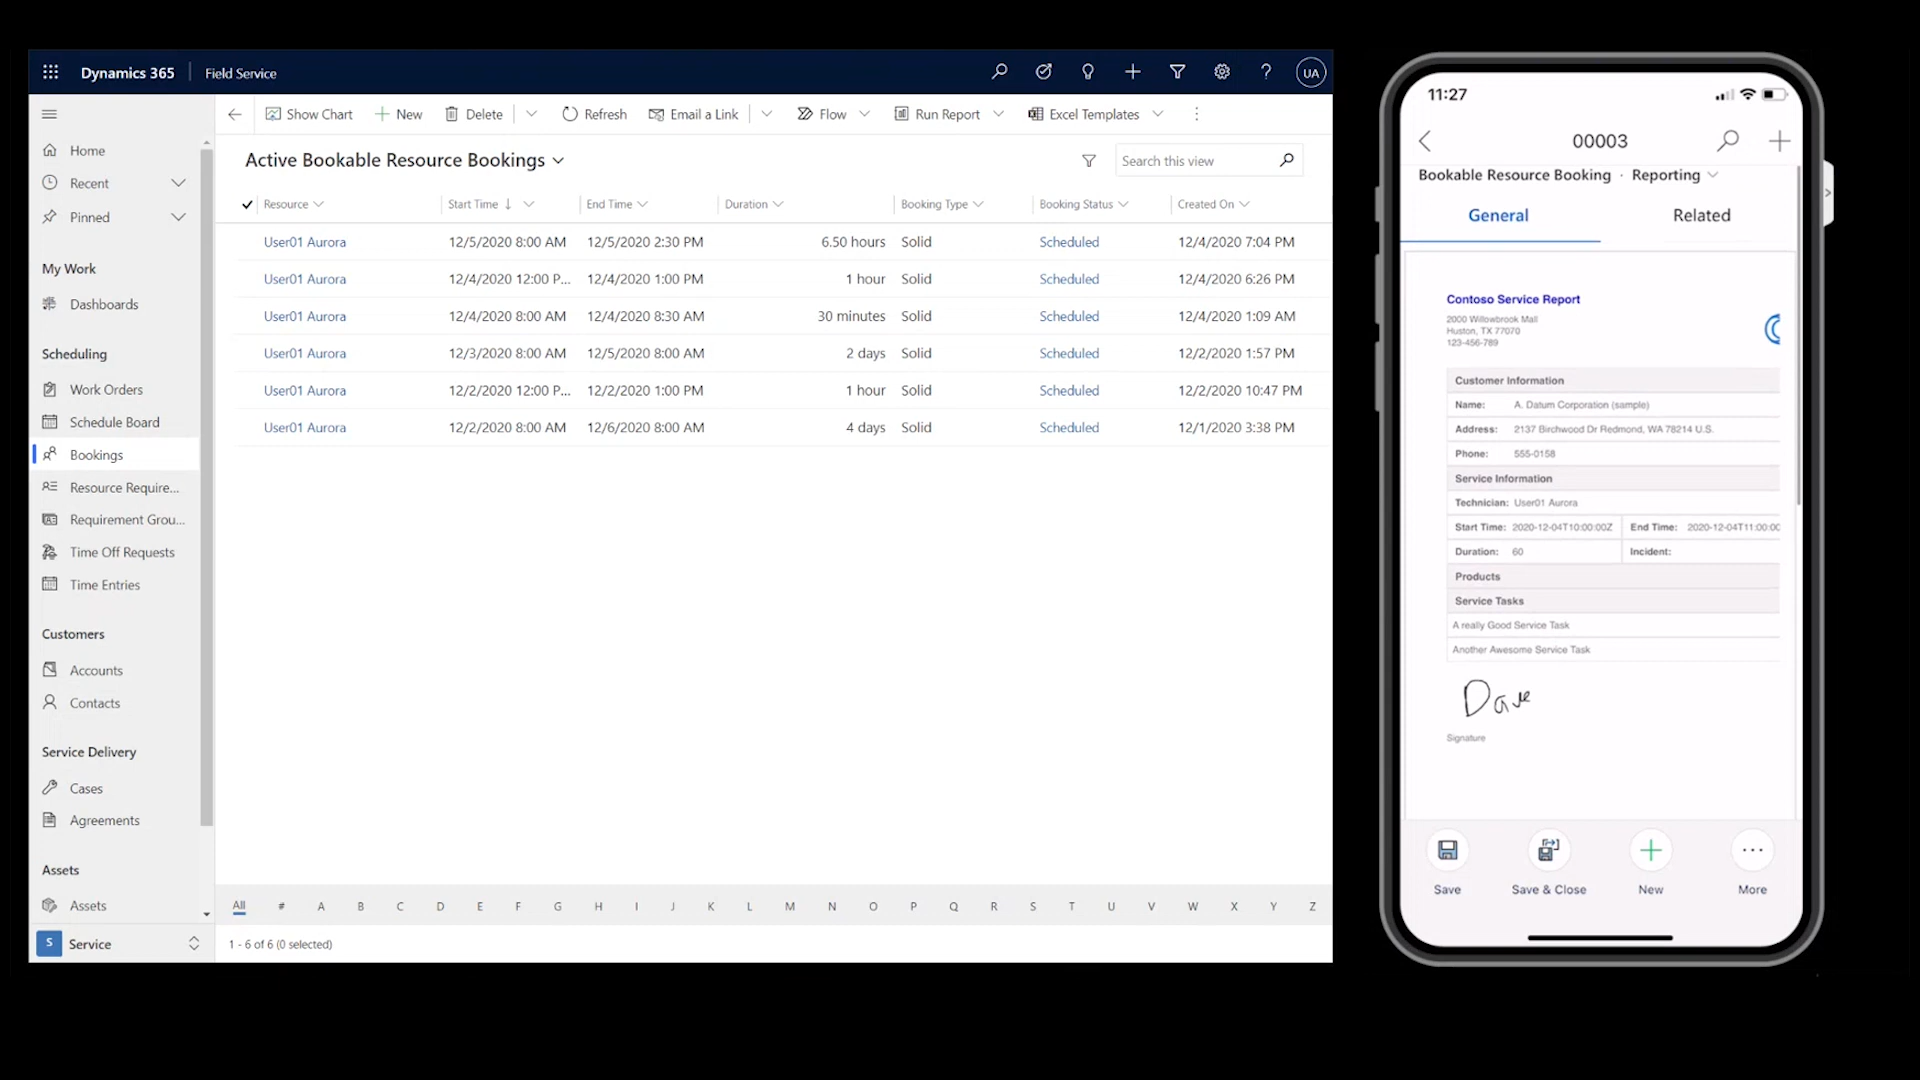 Dynamics 365 Field Service UA
Show Chart New Delete Refresh Email a Link Flow Run Report Excel Templates
Home
Recent
Pinned
My Work
Dashboards
Scheduling
Work Orders
Schedule Board
Bookings
Resource Require...
Requirement Grou...
Time Off Requests
Time Entries
Customers
Accounts
Contacts
Service Delivery
Cases
Agreements
Assets
Assets
S Service
Active Bookable Resource Bookings Search this view
Resource Start Time End Time Duration Booking Type Booking Status Created On
User01 Aurora 12/5/2020 8:00 AM 12/5/2020 2:30 PM 6.50 hours Solid Scheduled 12/4/2020 7:04 PM
User01 Aurora 12/4/2020 12:00 P... 12/4/2020 1:00 PM 1 hour Solid Scheduled 12/4/2020 6:26 PM
User01 Aurora 12/4/2020 8:00 AM 12/4/2020 8:30 AM 30 minutes Solid Scheduled 12/4/2020 1:09 AM
User01 Aurora 12/3/2020 8:00 AM 12/5/2020 8:00 AM 2 days Solid Scheduled 12/2/2020 1:57 PM
User01 Aurora 12/2/2020 12:00 P... 12/2/2020 1:00 PM 1 hour Solid Scheduled 12/2/2020 10:47 PM
User01 Aurora 12/2/2020 8:00 AM 12/6/2020 8:00 AM 4 days Solid Scheduled 12/1/2020 3:38 PM
All # A B C D E F G H I J K L M N O P Q R S T U V W X Y Z
1 - 6 of 6 (0 selected)
11:27
00003
Bookable Resource Booking · Reporting
General Related
Contoso Service Report
2000 Willowbrook Mall
Huston, TX 77070
123-456-789
Customer Information
Name: A. Datum Corporation (sample)
Address: 2137 Birchwood Dr Redmond, WA 78214 U.S.
Phone: 555-0158
Service Information
Technician: User01 Aurora
Start Time: 2020-12-04T10:00:00Z End Time: 2020-12-04T11:00:00
Duration: 60 Incident:
Products
Service Tasks
A really Good Service Task
Another Awesome Service Task
Dave
Signature
Save Save & Close New More